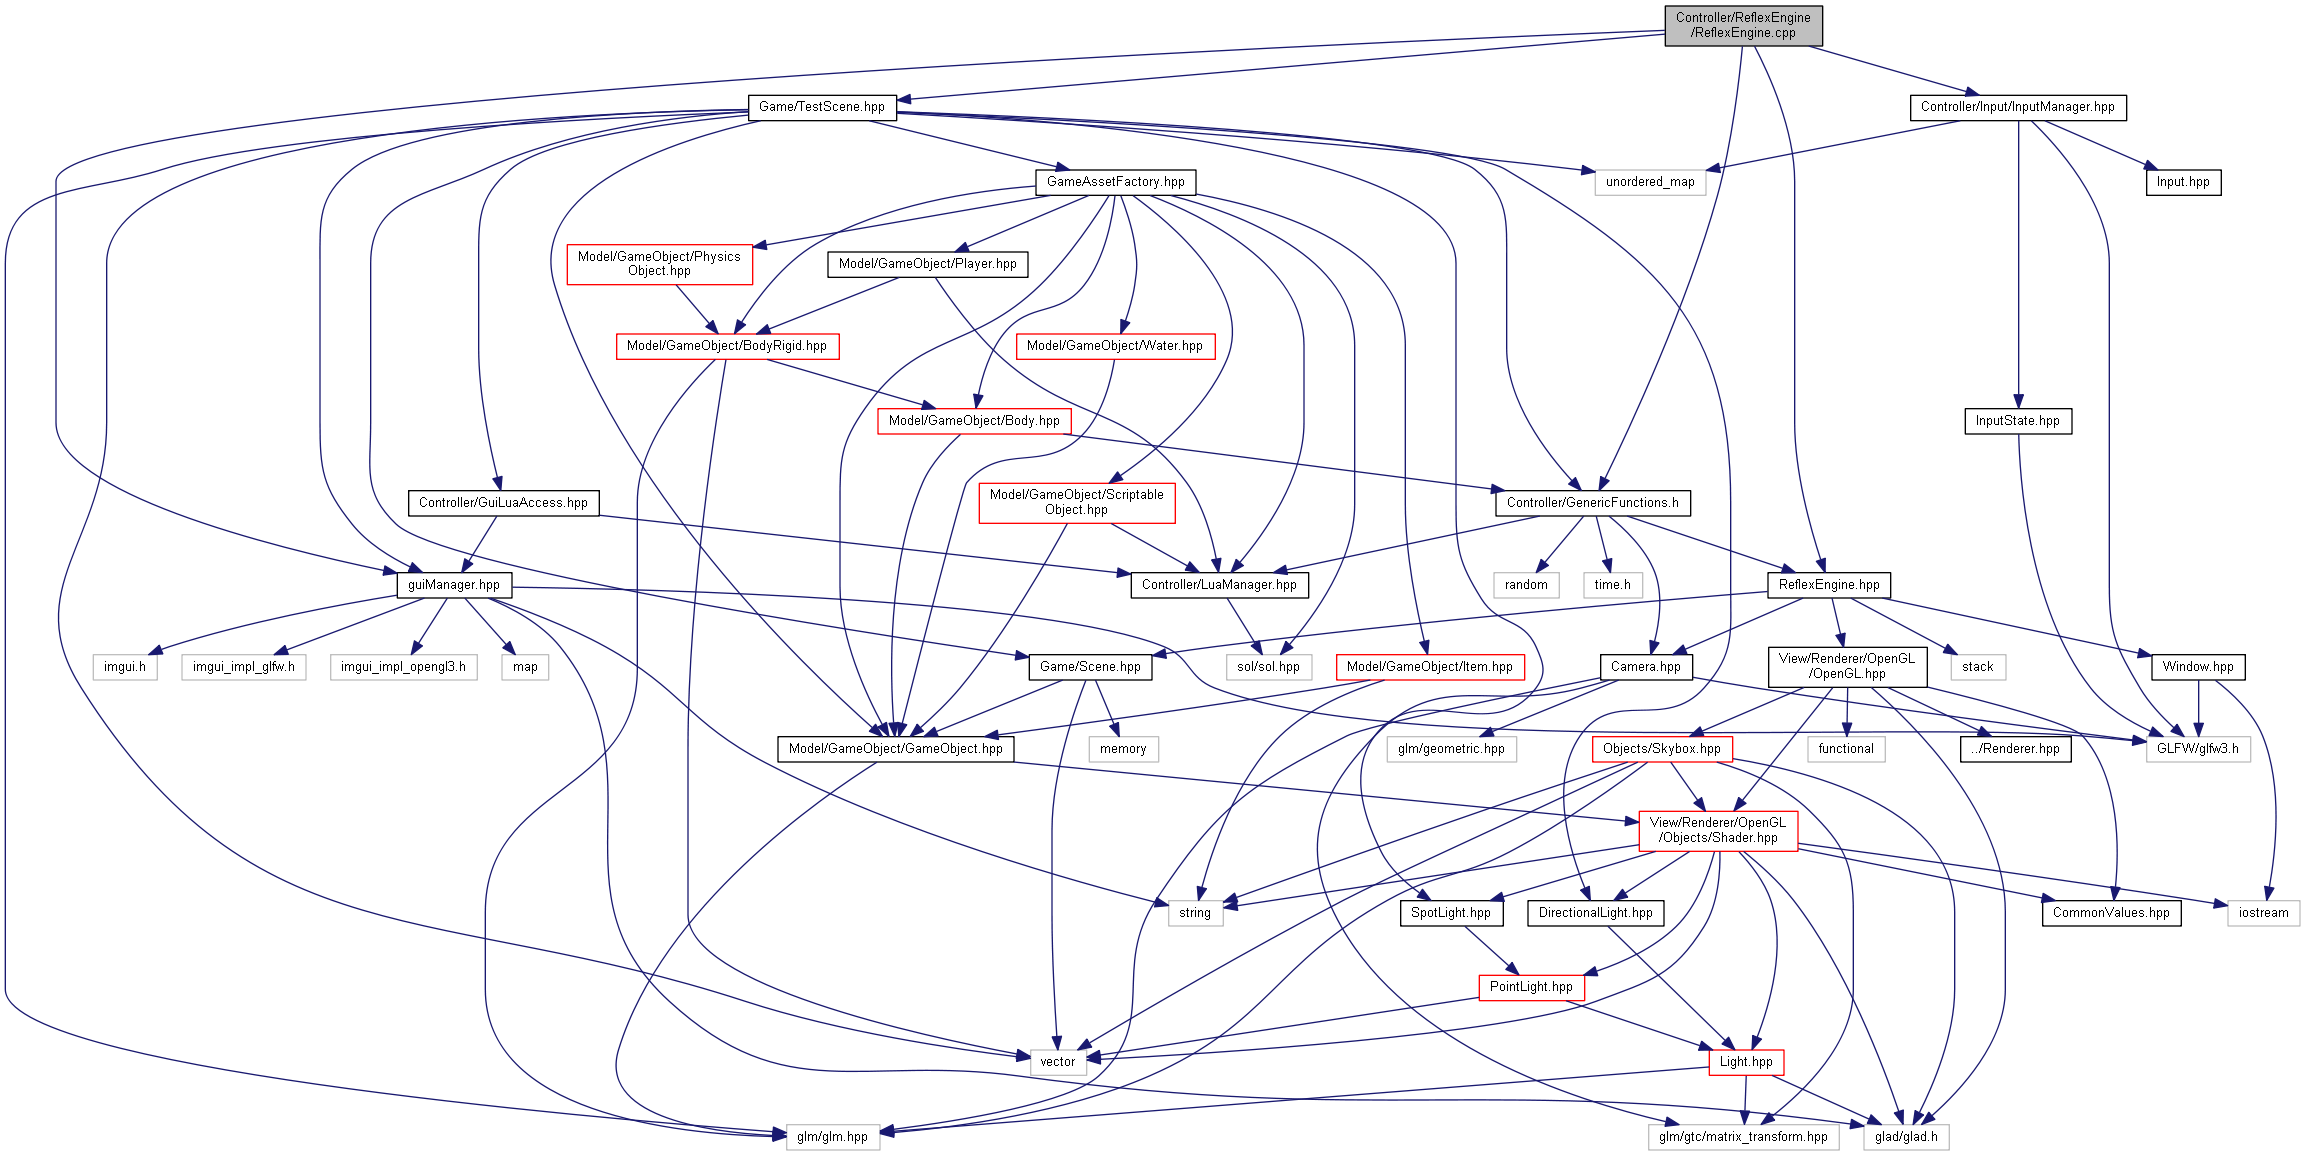 Controller/ReflexEngine
/ReflexEngine.cpp
Game/TestScene.hpp
Controller/Input/InputManager.hpp
GameAssetFactory.hpp
unordered_map
Input.hpp
Model/GameObject/Physics
Object.hpp
Model/GameObject/Player.hpp
Model/GameObject/BodyRigid.hpp
Model/GameObject/Water.hpp
Model/GameObject/Body.hpp
InputState.hpp
Controller/GuiLuaAccess.hpp
Model/GameObject/Scriptable
Object.hpp
Controller/GenericFunctions.h
guiManager.hpp
Controller/LuaManager.hpp
random
time.h
ReflexEngine.hpp
imgui.h
imgui_impl_glfw.h
imgui_impl_opengl3.h
map
Game/Scene.hpp
sol/sol.hpp
Model/GameObject/Item.hpp
Camera.hpp
View/Renderer/OpenGL
/OpenGL.hpp
stack
Window.hpp
Model/GameObject/GameObject.hpp
memory
glm/geometric.hpp
Objects/Skybox.hpp
functional
../Renderer.hpp
GLFW/glfw3.h
View/Renderer/OpenGL
/Objects/Shader.hpp
string
SpotLight.hpp
DirectionalLight.hpp
CommonValues.hpp
iostream
PointLight.hpp
vector
Light.hpp
glm/glm.hpp
glm/gtc/matrix_transform.hpp
glad/glad.h